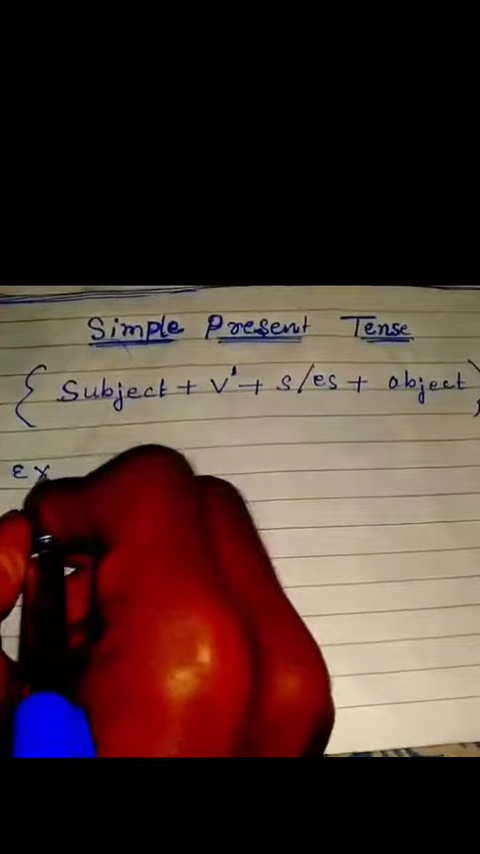 Simple Present Tense
{ Subject + V¹ + s/es + object }
Ex